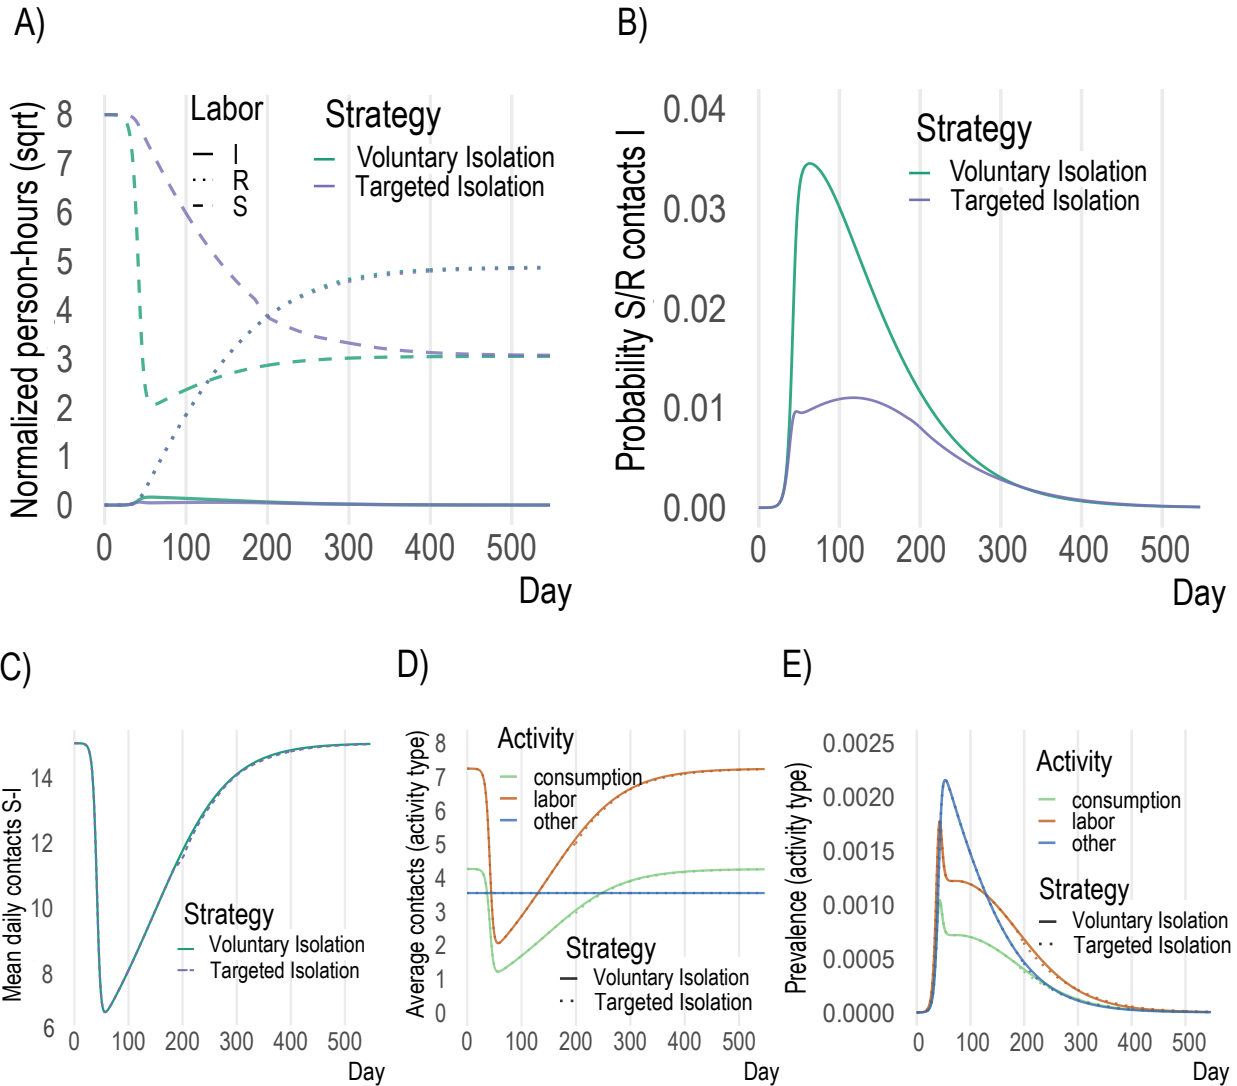 A)
Normalized person-hours (sqrt)
8
7
6
5
4
3
2
1
0
Labor
I
R
S
Strategy
Voluntary Isolation
Targeted Isolation
0 100 200 300 400 500
Day
B)
Probability S/R contacts I
0.04
0.03
0.02
0.01
0.00
Strategy
Voluntary Isolation
Targeted Isolation
0 100 200 300 400 500
Day
C)
Mean daily contacts S-I
14
12
10
8
6
Strategy
Voluntary Isolation
Targeted Isolation
0 100 200 300 400 500
Day
D)
Average contacts (activity type)
8
7
6
5
4
3
2
1
0
Activity
consumption
labor
other
Strategy
Voluntary Isolation
Targeted Isolation
0 100 200 300 400 500
Day
E)
Prevalence (activity type)
0.0025
0.0020
0.0015
0.0010
0.0005
0.0000
Activity
consumption
labor
other
Strategy
Voluntary Isolation
Targeted Isolation
0 100 200 300 400 500
Day